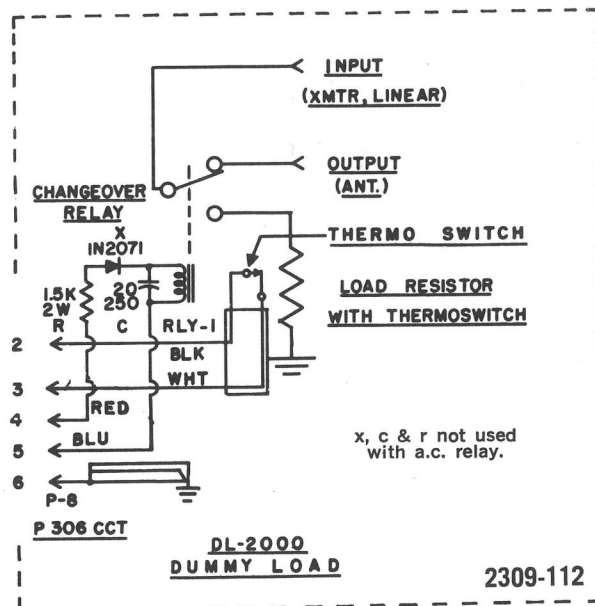 INPUT
(XMTR, LINEAR)
OUTPUT
(ANT.)
CHANGEOVER
RELAY
X
IN2071
THERMO SWITCH
LOAD RESISTOR
WITH THERMOSWITCH
1.5K
2W
R
20
250
C
RLY-1
2
BLK
3
WHT
4
RED
5
BLU
6
P-8
P 306 CCT
x, c & r not used
with a.c. relay.
DL-2000
DUMMY LOAD
2309-112